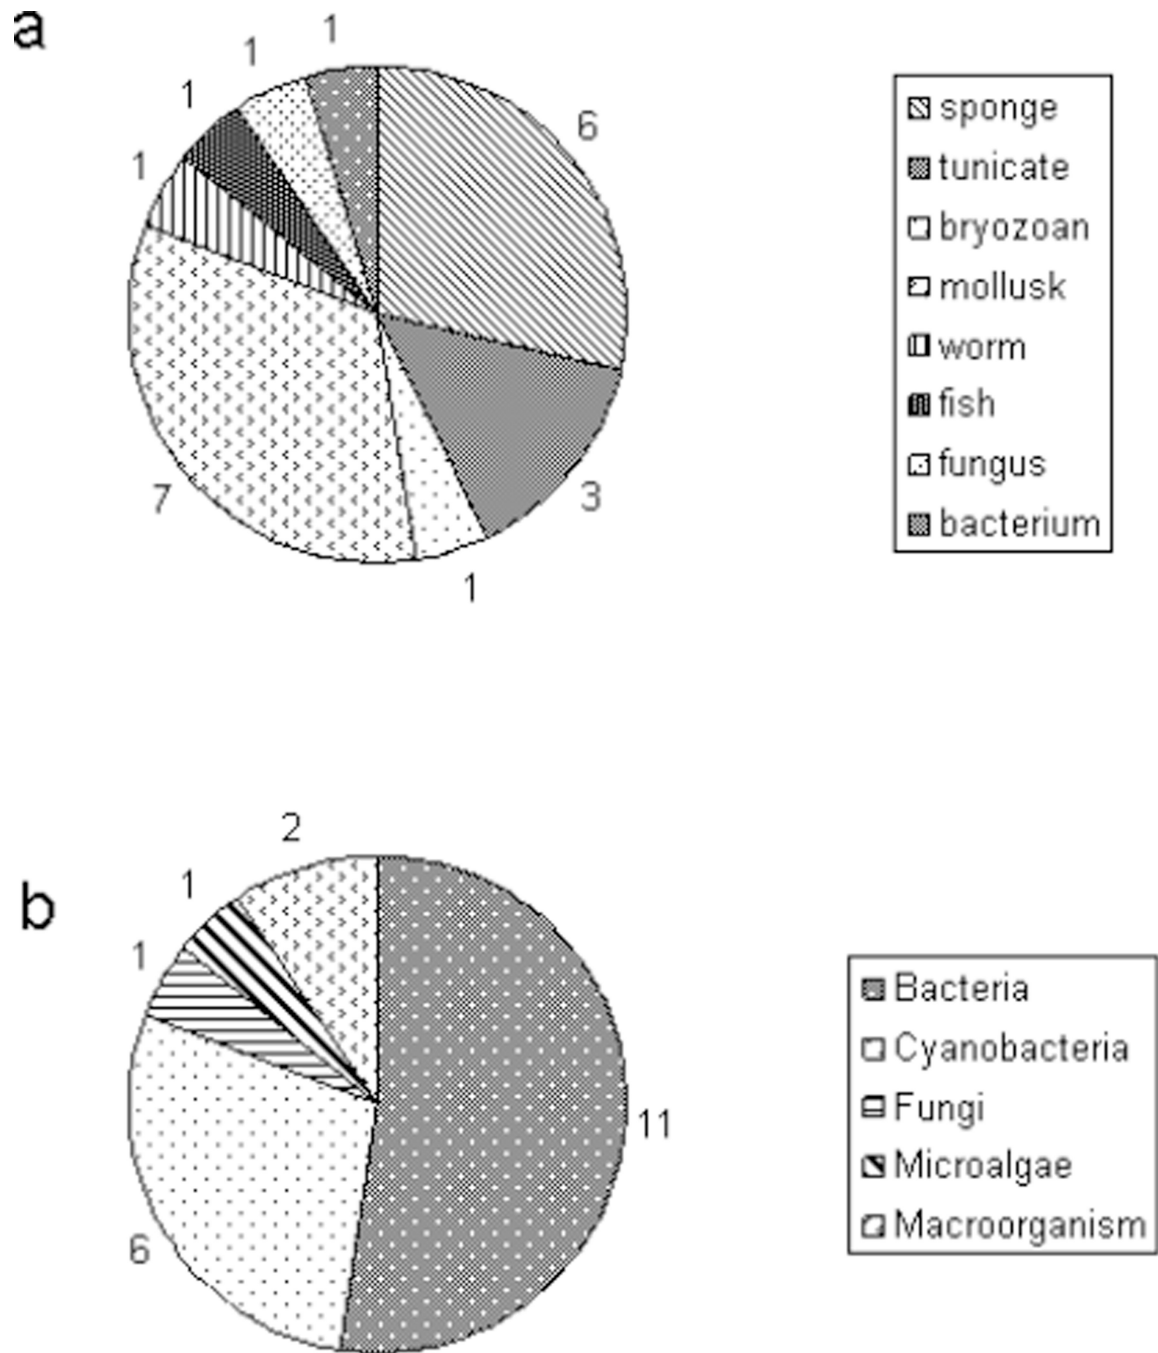 a
1
1
1
1
6
7
3
1
sponge
tunicate
bryozoan
mollusk
worm
fish
fungus
bacterium
b
2
1
1
11
6
Bacteria
Cyanobacteria
Fungi
Microalgae
Macroorganism